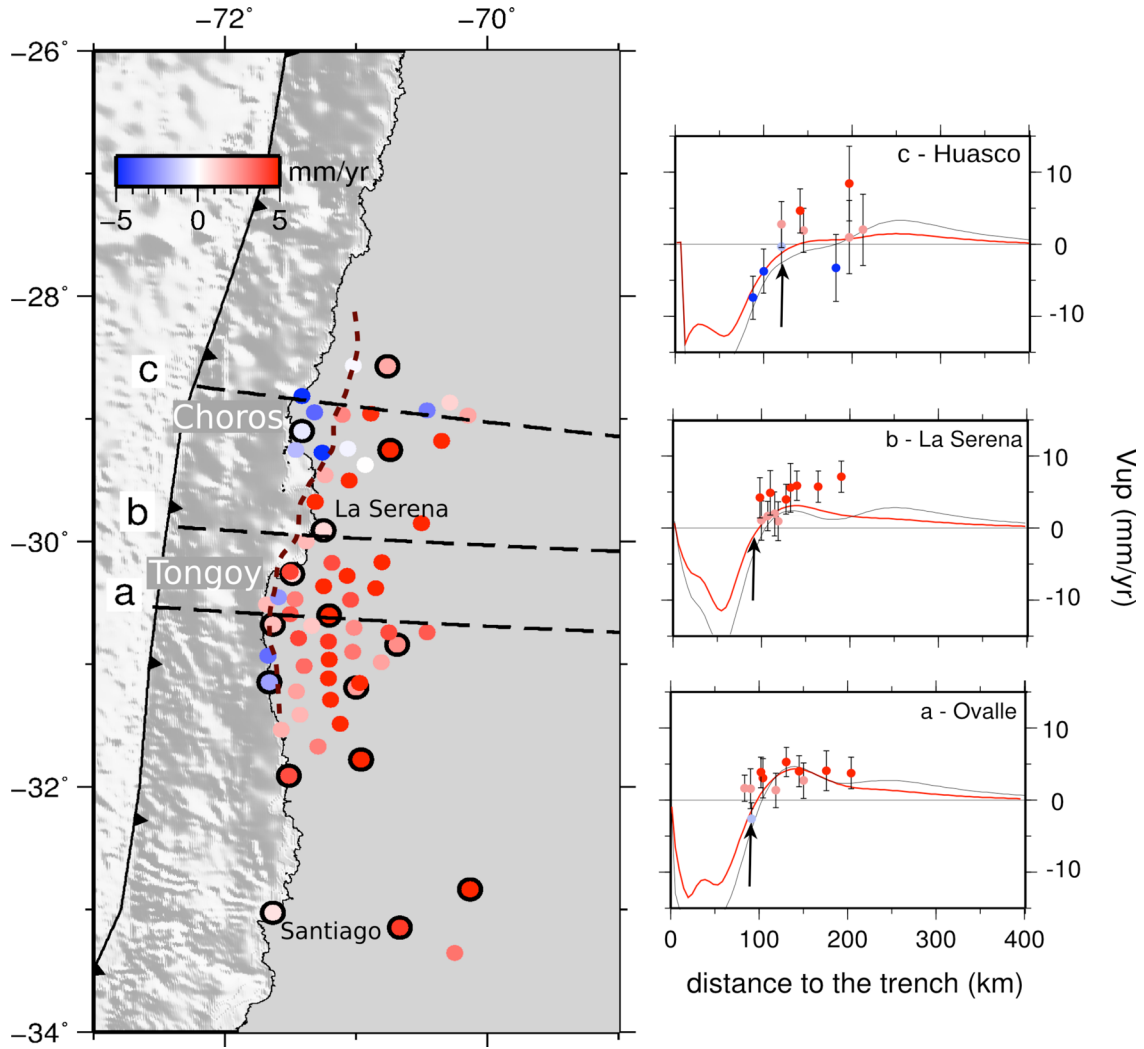 −72˚ −70˚
−26˚
mm/yr
−5 0 5
−28˚
c
Choros
La Serena
b
−30˚
Tongoy
a
−32˚
Santiago
−34˚
c - Huasco
10
0
-10
b - La Serena
10
0
-10
Vup (mm/yr)
a - Ovalle
10
0
-10
0 100 200 300 400
distance to the trench (km)